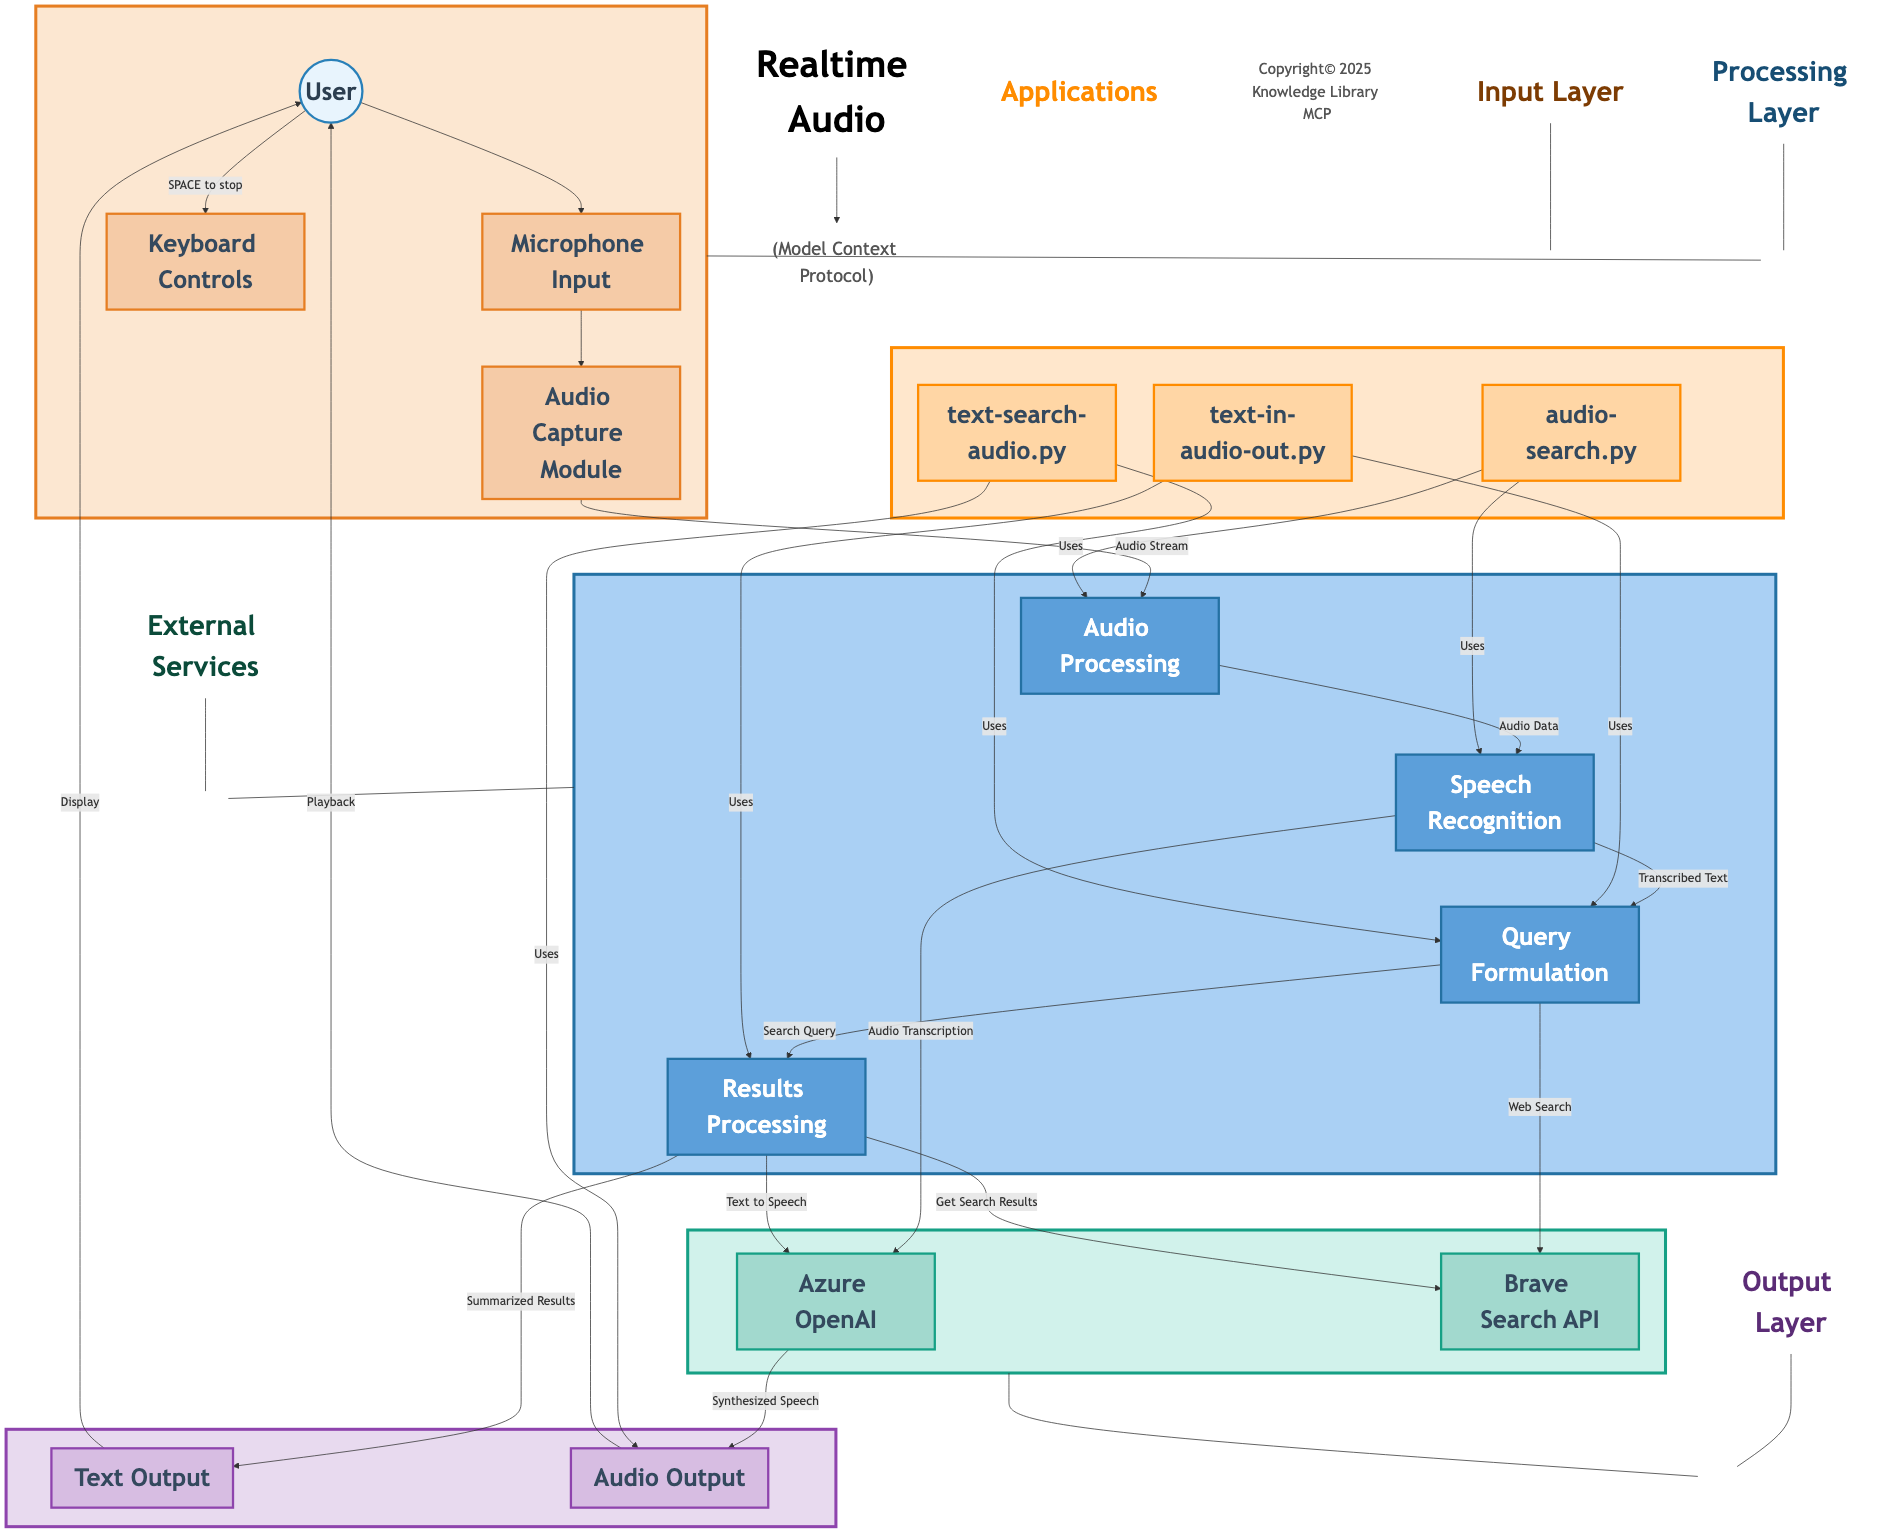 User
Realtime
Audio
Applications
Copyright© 2025
Knowledge Library
MCP
Input Layer
Processing
Layer
SPACE to stop
Keyboard
Controls
Microphone
Input
(Model Context
Protocol)
Audio
Capture
Module
text-search-
audio.py
text-in-
audio-out.py
audio-
search.py
Uses
Audio Stream
External
Services
Audio
Processing
Uses
Uses
Audio Data
Uses
Speech
Recognition
Display
Playback
Uses
Transcribed Text
Query
Formulation
Uses
Search Query
Audio Transcription
Results
Processing
Web Search
Text to Speech
Get Search Results
Azure
OpenAI
Brave
Search API
Output
Layer
Summarized Results
Synthesized Speech
Text Output
Audio Output